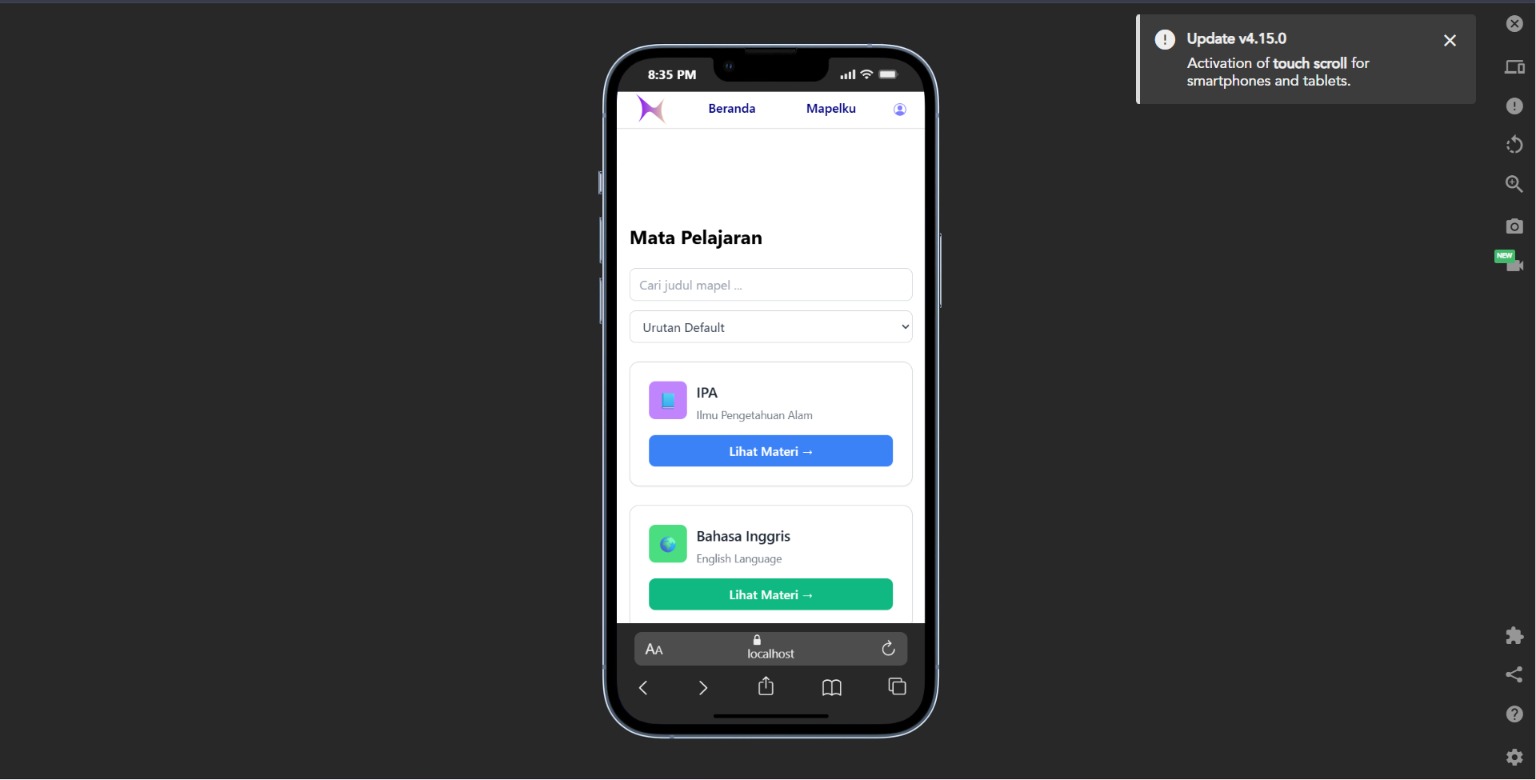 Update v4.15.0
Activation of touch scroll for
smartphones and tablets.
NEW
8:35 PM
Beranda Mapelku
Mata Pelajaran
Cari judul mapel ...
Urutan Default
IPA
Ilmu Pengetahuan Alam
Lihat Materi →
Bahasa Inggris
English Language
Lihat Materi →
AA
localhost